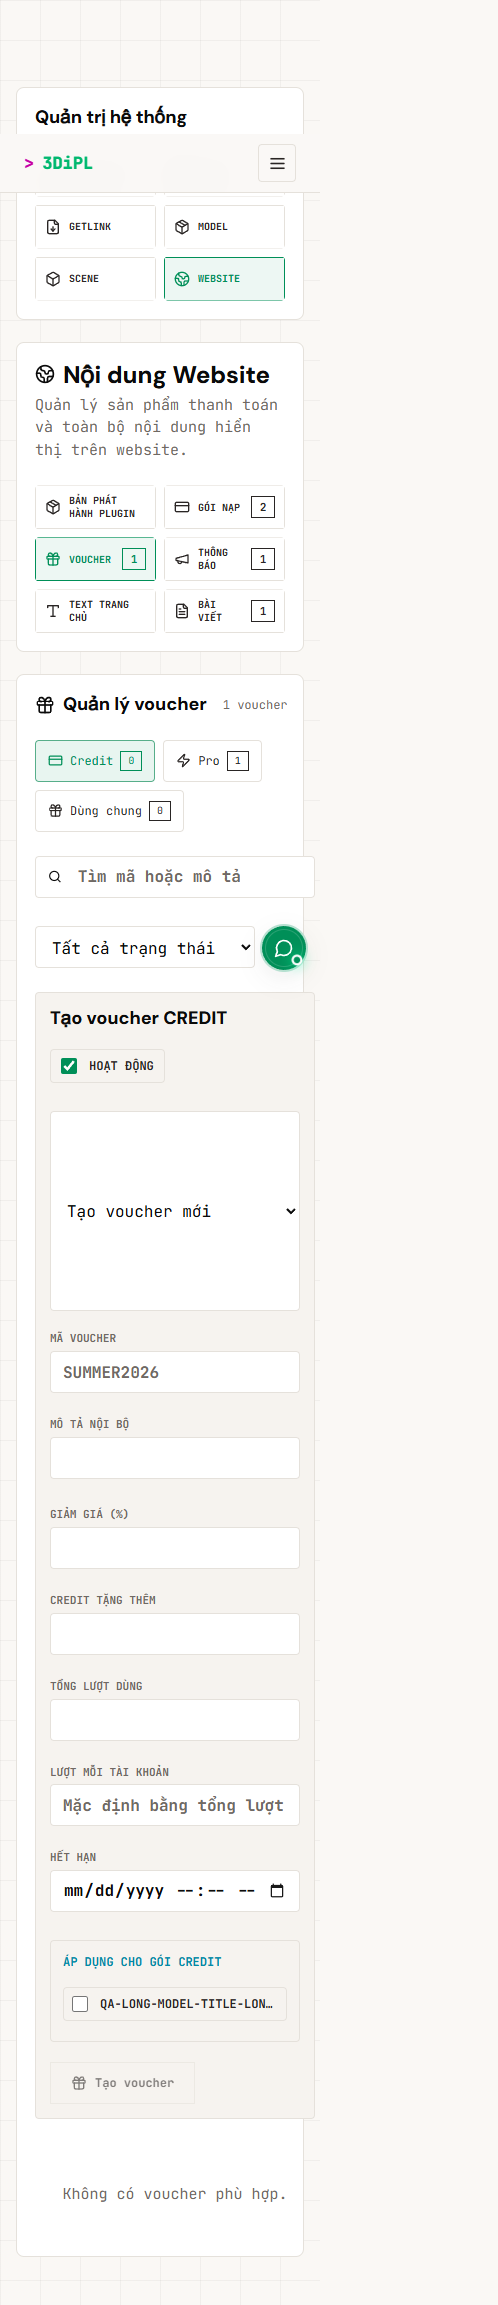 Quản trị hệ thống
> 3DiPL
GETLINK
MODEL
SCENE
WEBSITE
Nội dung Website
Quản lý sản phẩm thanh toán
và toàn bộ nội dung hiển
thị trên website.
BẢN PHÁT
HÀNH PLUGIN
GÓI NẠP 2
VOUCHER 1
THÔNG
BÁO 1
TEXT TRANG
CHỦ
BÀI
VIẾT 1
Quản lý voucher 1 voucher
Credit 0
Pro 1
Dùng chung 0
Tìm mã hoặc mô tả
Tất cả trạng thái
Tạo voucher CREDIT
HOẠT ĐỘNG
Tạo voucher mới
MÃ VOUCHER
SUMMER2026
MÔ TẢ NỘI BỘ
GIẢM GIÁ (%)
CREDIT TẶNG THÊM
TỔNG LƯỢT DÙNG
LƯỢT MỖI TÀI KHOẢN
Mặc định bằng tổng lượt
HẾT HẠN
mm/dd/yyyy --:-- --
ÁP DỤNG CHO GÓI CREDIT
QA-LONG-MODEL-TITLE-LON…
Tạo voucher
Không có voucher phù hợp.